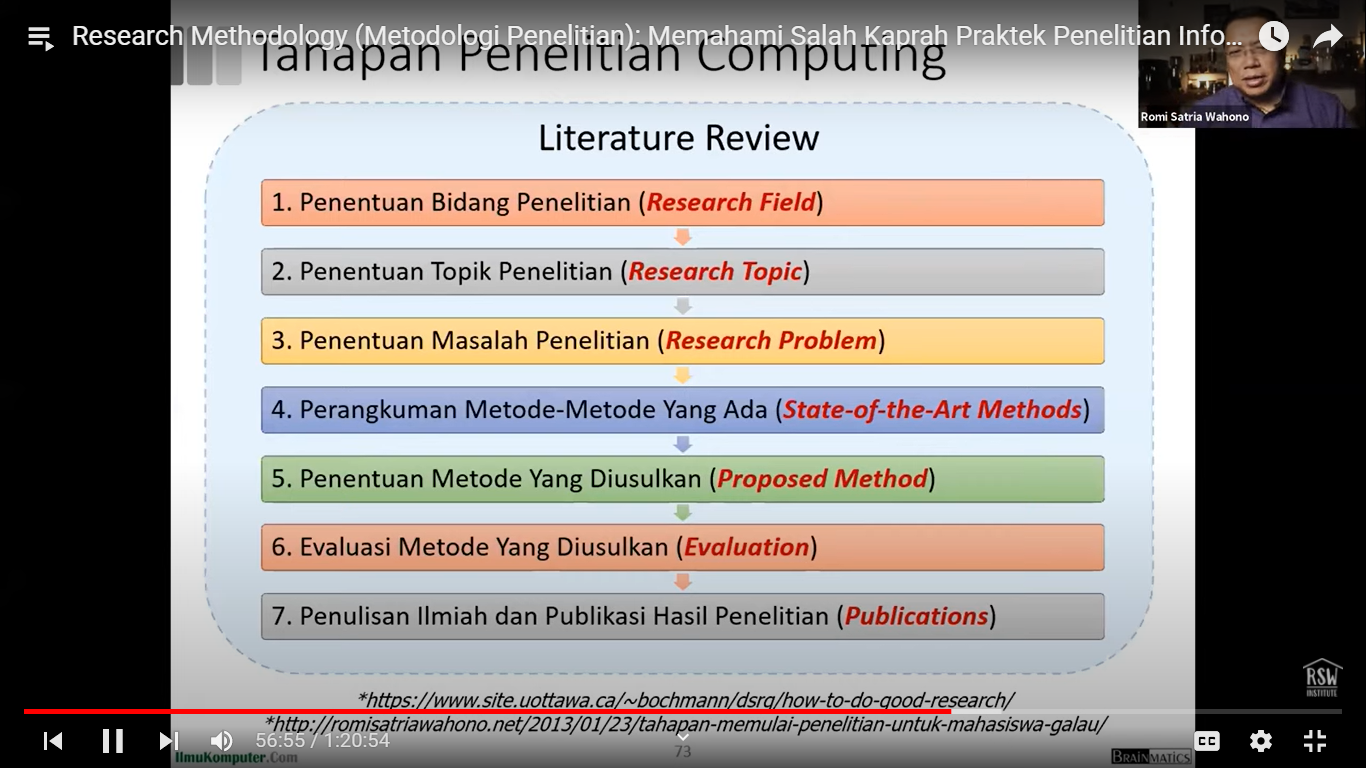 Research Methodology (Metodologi Penelitian): Memahami Salah Kaprah Praktek Penelitian Info...
Tahapan Penelitian Computing
Romi Satria Wahono
Literature Review
1. Penentuan Bidang Penelitian (Research Field)
2. Penentuan Topik Penelitian (Research Topic)
3. Penentuan Masalah Penelitian (Research Problem)
4. Perangkuman Metode-Metode Yang Ada (State-of-the-Art Methods)
5. Penentuan Metode Yang Diusulkan (Proposed Method)
6. Evaluasi Metode Yang Diusulkan (Evaluation)
7. Penulisan Ilmiah dan Publikasi Hasil Penelitian (Publications)
RSW
INSTITUTE
*https://www.site.uottawa.ca/~bochmann/dsrg/how-to-do-good-research/
*http://romisatriawahono.net/2013/01/23/tahapan-memulai-penelitian-untuk-mahasiswa-galau/
56:55 / 1:20:54
CC
IlmuKomputer.Com
73
BRAINMATICS